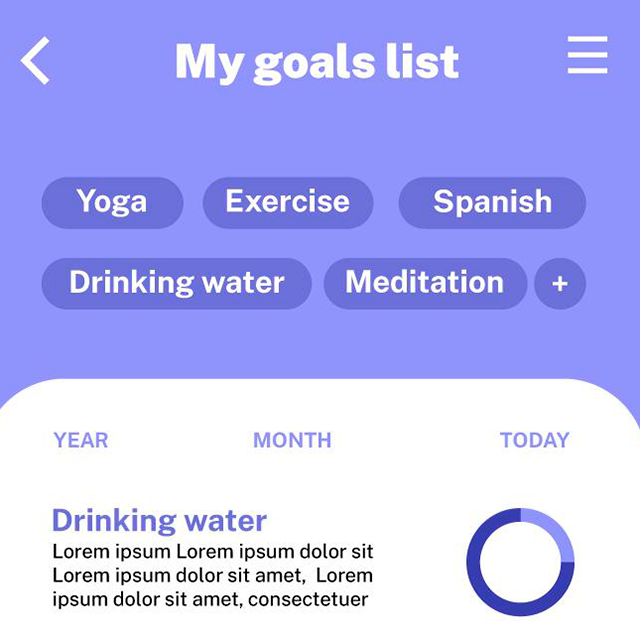 My goals list
Yoga Exercise Spanish
Drinking water Meditation +
YEAR MONTH TODAY
Drinking water
Lorem ipsum Lorem ipsum dolor sit
Lorem ipsum dolor sit amet, Lorem
ipsum dolor sit amet, consectetuer